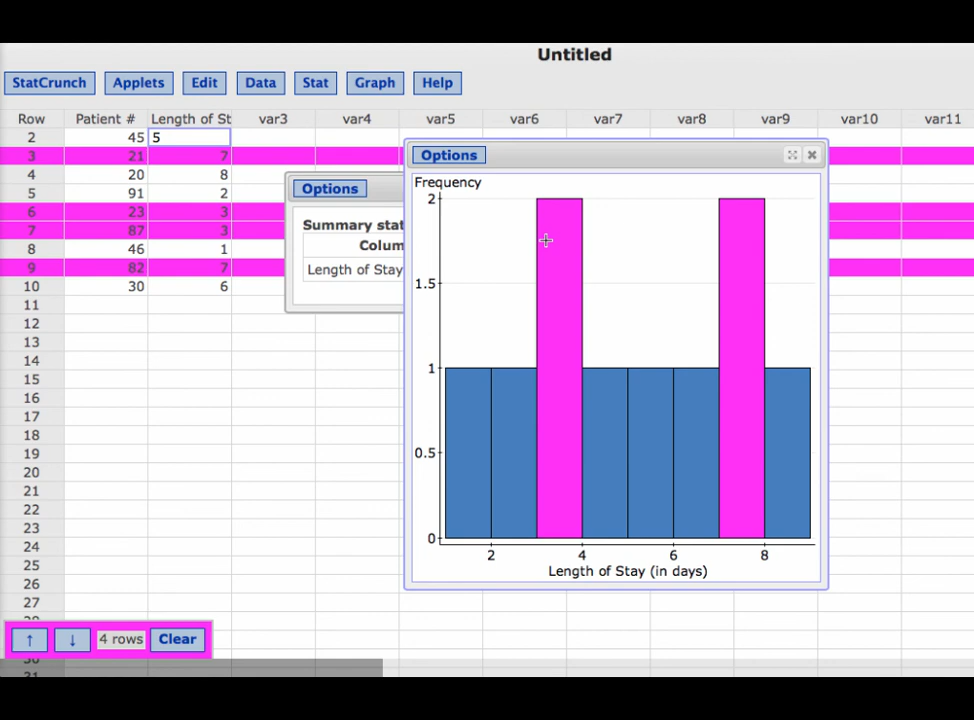 Untitled
StatCrunch Applets Edit Data Stat Graph Help
Row Patient # Length of St var3 var4 var5 var6 var7 var8 var9 var10 var11
2 45 5
3 21 7
4 20 8
5 91 2
6 23 3
7 87 3
8 46 1
9 82 7
10 30 6
11
12
13
14
15
16
17
18
19
20
21
22
23
24
25
26
27
Options
Summary stat
Colum
Length of Stay
Options
Frequency
2
1.5
1
0.5
0
2 4 6 8
Length of Stay (in days)
↑ ↓ 4 rows Clear